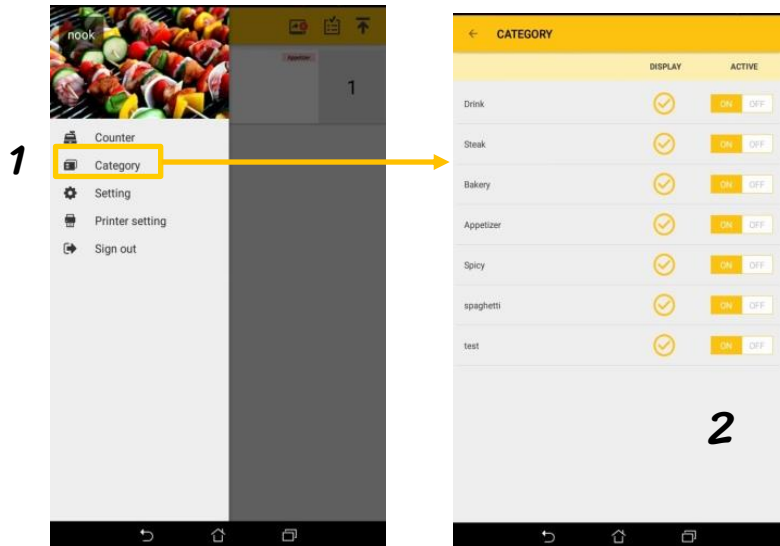 nook
Appetizer
1
1
Counter
Category
Setting
Printer setting
Sign out
CATEGORY
DISPLAY ACTIVE
Drink ON OFF
Steak ON OFF
Bakery ON OFF
Appetizer ON OFF
Spicy ON OFF
spaghetti ON OFF
test ON OFF
2